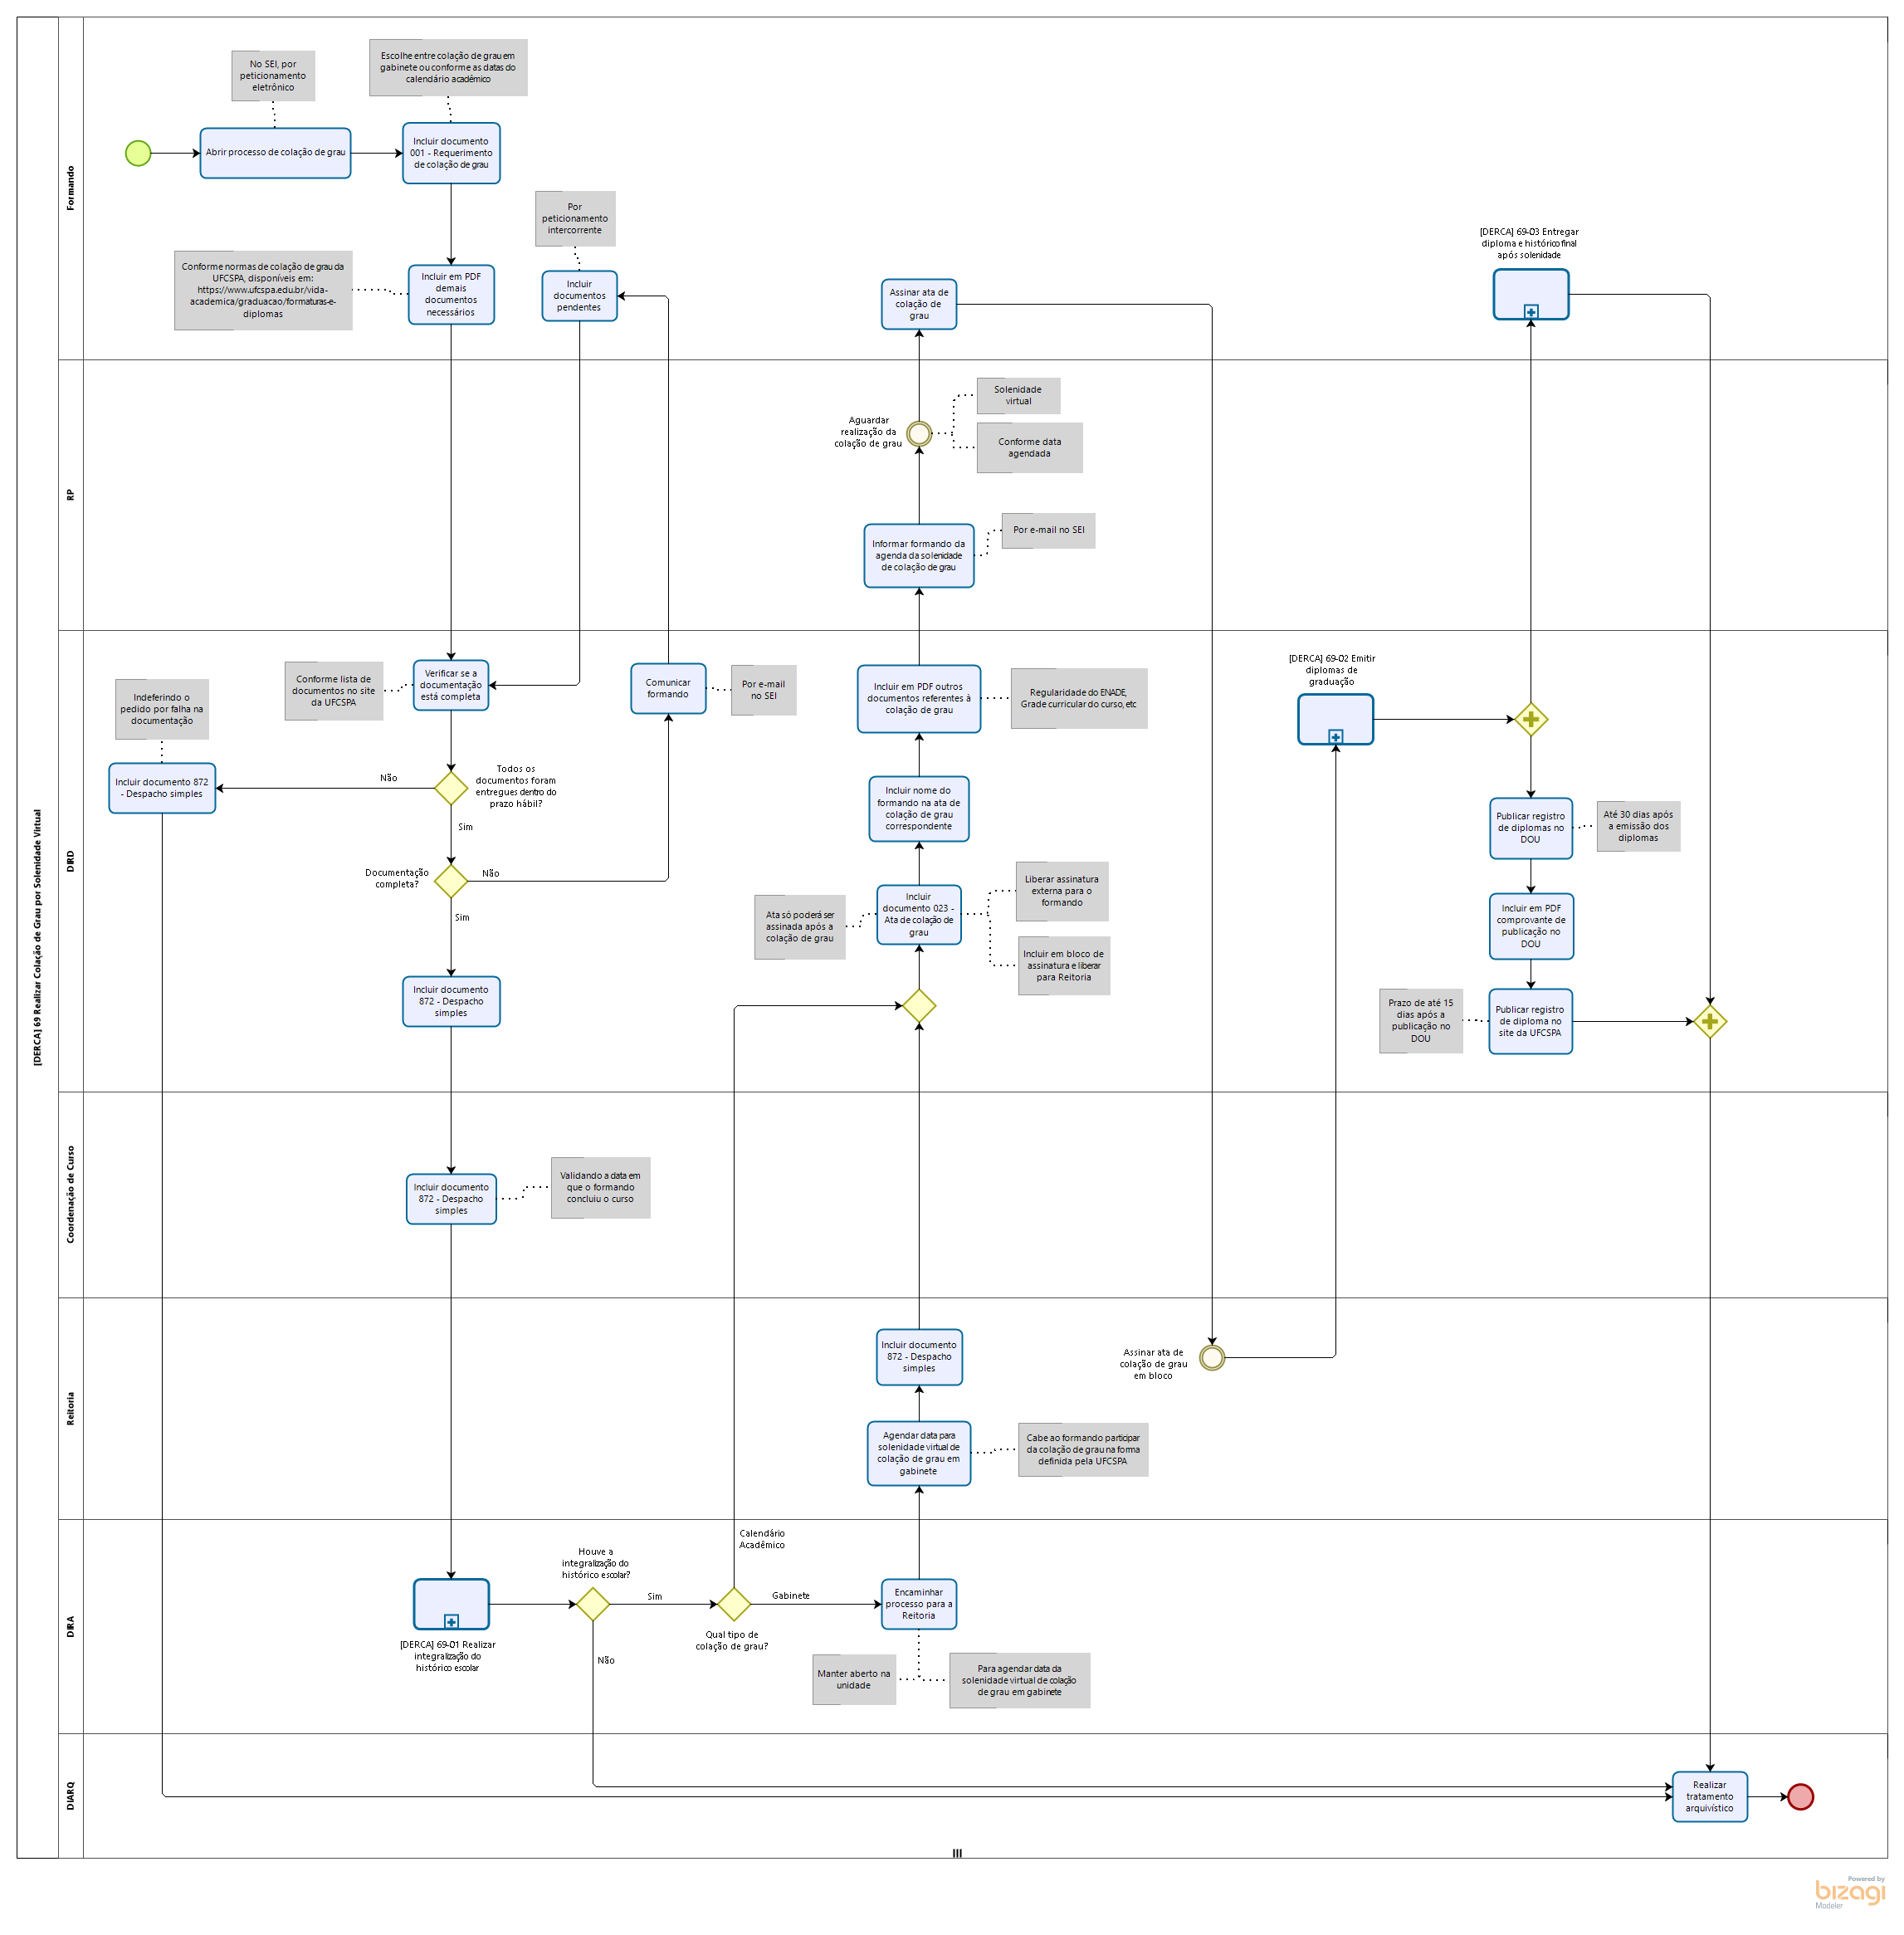 [DERCA] 69 Realizar Colação de Grau por Solenidade Virtual
Formando
No SEI, por
peticionamento
eletrônico
Escolhe entre colação de grau em
gabinete ou conforme as datas do
calendário acadêmico
Abrir processo de colação de grau
Incluir documento
001 - Requerimento
de colação de grau
Por
peticionamento
intercorrente
Conforme normas de colação de grau da
UFCSPA, disponíveis em:
https://www.ufcspa.edu.br/vida-
academica/graduacao/formaturas-e-
diplomas
Incluir em PDF
demais
documentos
necessários
Incluir
documentos
pendentes
Assinar ata de
colação de
grau
[DERCA] 69-03 Entregar
diploma e histórico final
após solenidade
RP
Aguardar
realização da
colação de grau
Solenidade
virtual
Conforme data
agendada
Informar formando da
agenda da solenidade
de colação de grau
Por e-mail no SEI
DIRD
Indeferindo o
pedido por falha na
documentação
Conforme lista de
documentos no site
da UFCSPA
Verificar se a
documentação
está completa
Comunicar
formando
Por e-mail
no SEI
Incluir em PDF outros
documentos referentes à
colação de grau
Regularidade do ENADE,
Grade curricular do curso, etc
[DERCA] 69-02 Emitir
diplomas de
graduação
Incluir documento 872
- Despacho simples
Não
Todos os
documentos foram
entregues dentro do
prazo hábil?
Sim
Incluir nome do
formando na ata de
colação de grau
correspondente
Publicar registro
de diplomas no
DOU
Até 30 dias após
a emissão dos
diplomas
Documentação
completa?
Não
Sim
Ata só poderá ser
assinada após a
colação de grau
Incluir
documento 023 -
Ata de colação de
grau
Liberar assinatura
externa para o
formando
Incluir em bloco de
assinatura e liberar
para Reitoria
Incluir em PDF
comprovante de
publicação no
DOU
Incluir documento
872 - Despacho
simples
Prazo de até 15
dias após a
publicação no
DOU
Publicar registro
de diploma no
site da UFCSPA
Coordenação de Curso
Incluir documento
872 - Despacho
simples
Validando a data em
que o formando
concluiu o curso
Reitoria
Incluir documento
872 - Despacho
simples
Assinar ata de
colação de grau
em bloco
Agendar data para
solenidade virtual de
colação de grau em
gabinete
Cabe ao formando participar
da colação de grau na forma
definida pela UFCSPA
DIRA
Calendário
Acadêmico
Houve a
integralização do
histórico escolar?
Sim
Gabinete
Encaminhar
processo para a
Reitoria
[DERCA] 69-01 Realizar
integralização do
histórico escolar
Não
Qual tipo de
colação de grau?
Manter aberto na
unidade
Para agendar data da
solenidade virtual de colação
de grau em gabinete
DIARQ
Realizar
tratamento
arquivístico
Powered by
bizagi
Modeler